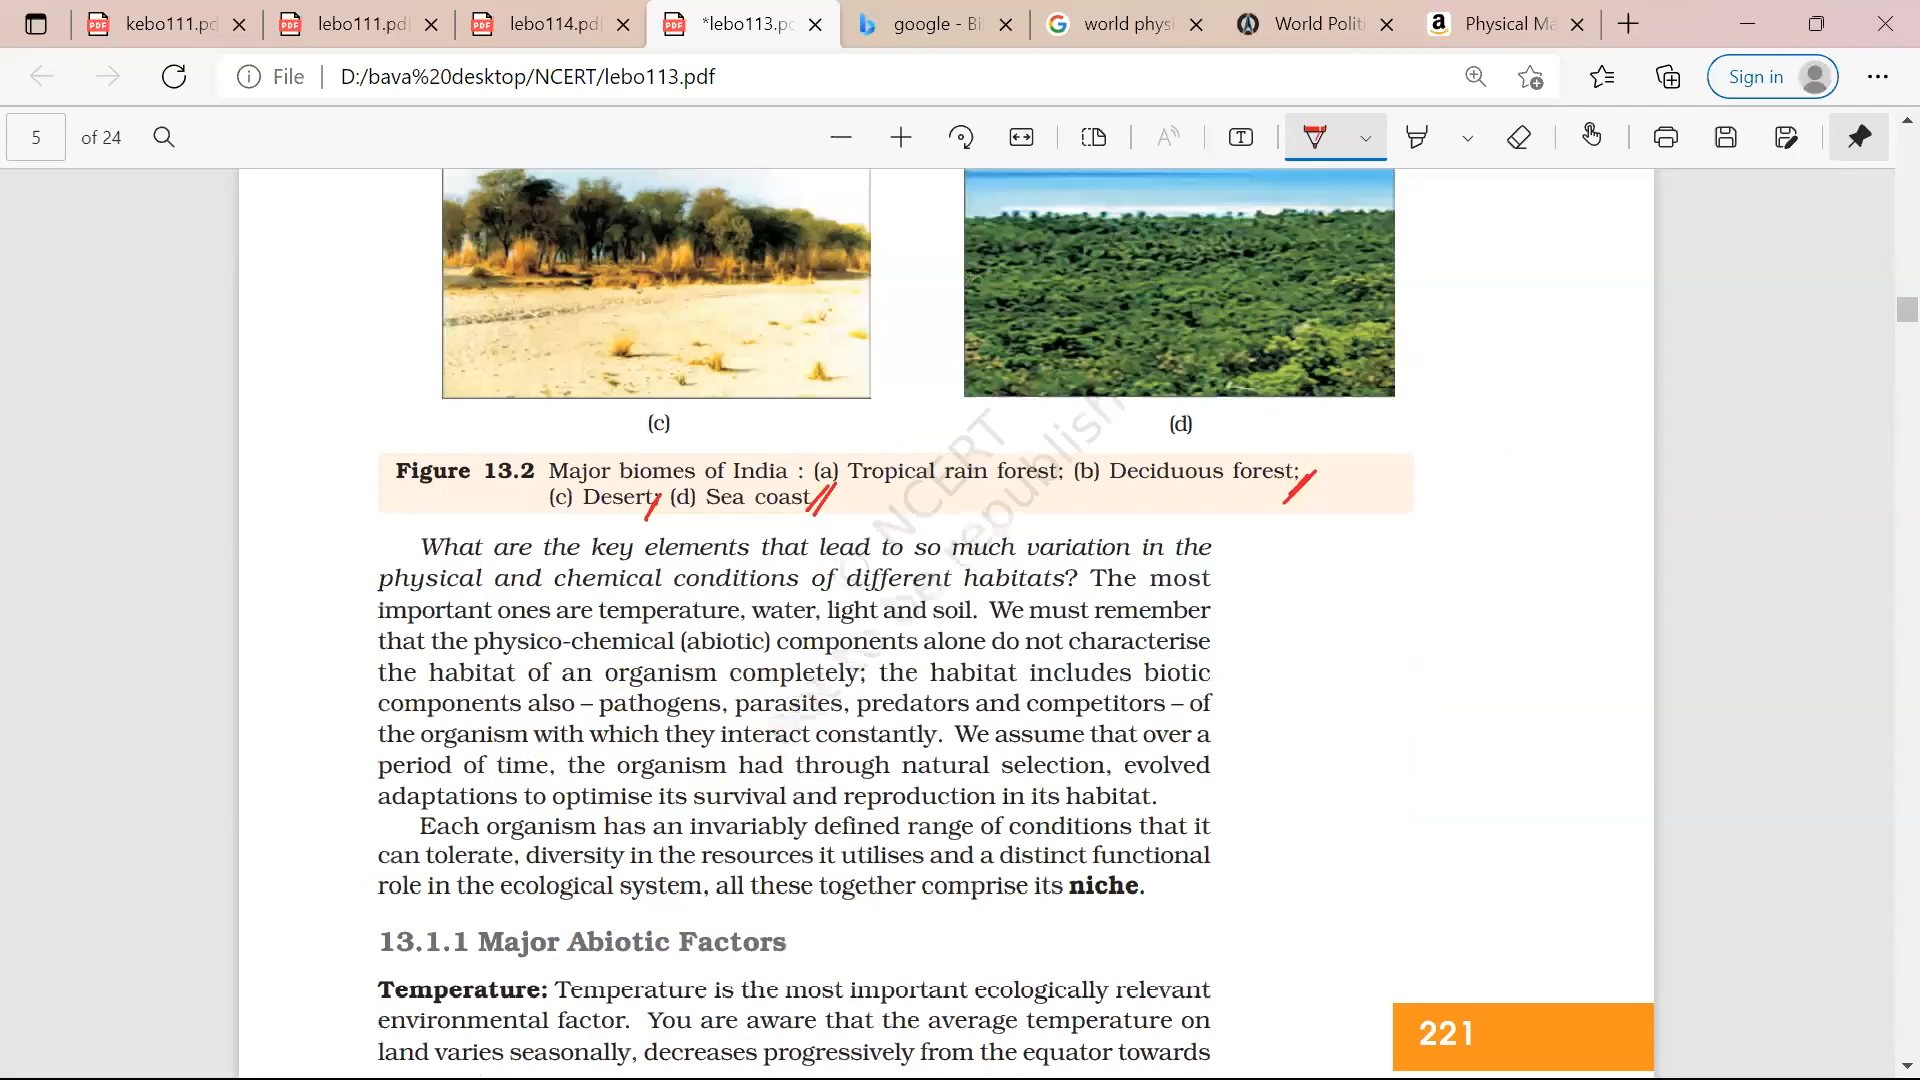 kebo111.pd
lebo111.pd
lebo114.pd
*lebo113.pd
google - Bi
world physi
World Politi
Physical Ma
File
D:/bava%20desktop/NCERT/lebo113.pdf
Sign in
5 of 24
(c)
(d)
Figure 13.2 Major biomes of India : (a) Tropical rain forest; (b) Deciduous forest;
(c) Desert; (d) Sea coast
What are the key elements that lead to so much variation in the
physical and chemical conditions of different habitats? The most
important ones are temperature, water, light and soil. We must remember
that the physico-chemical (abiotic) components alone do not characterise
the habitat of an organism completely; the habitat includes biotic
components also – pathogens, parasites, predators and competitors – of
the organism with which they interact constantly. We assume that over a
period of time, the organism had through natural selection, evolved
adaptations to optimise its survival and reproduction in its habitat.
Each organism has an invariably defined range of conditions that it
can tolerate, diversity in the resources it utilises and a distinct functional
role in the ecological system, all these together comprise its niche.
13.1.1 Major Abiotic Factors
Temperature: Temperature is the most important ecologically relevant
environmental factor. You are aware that the average temperature on
land varies seasonally, decreases progressively from the equator towards
221
© NCERT
not to be republish